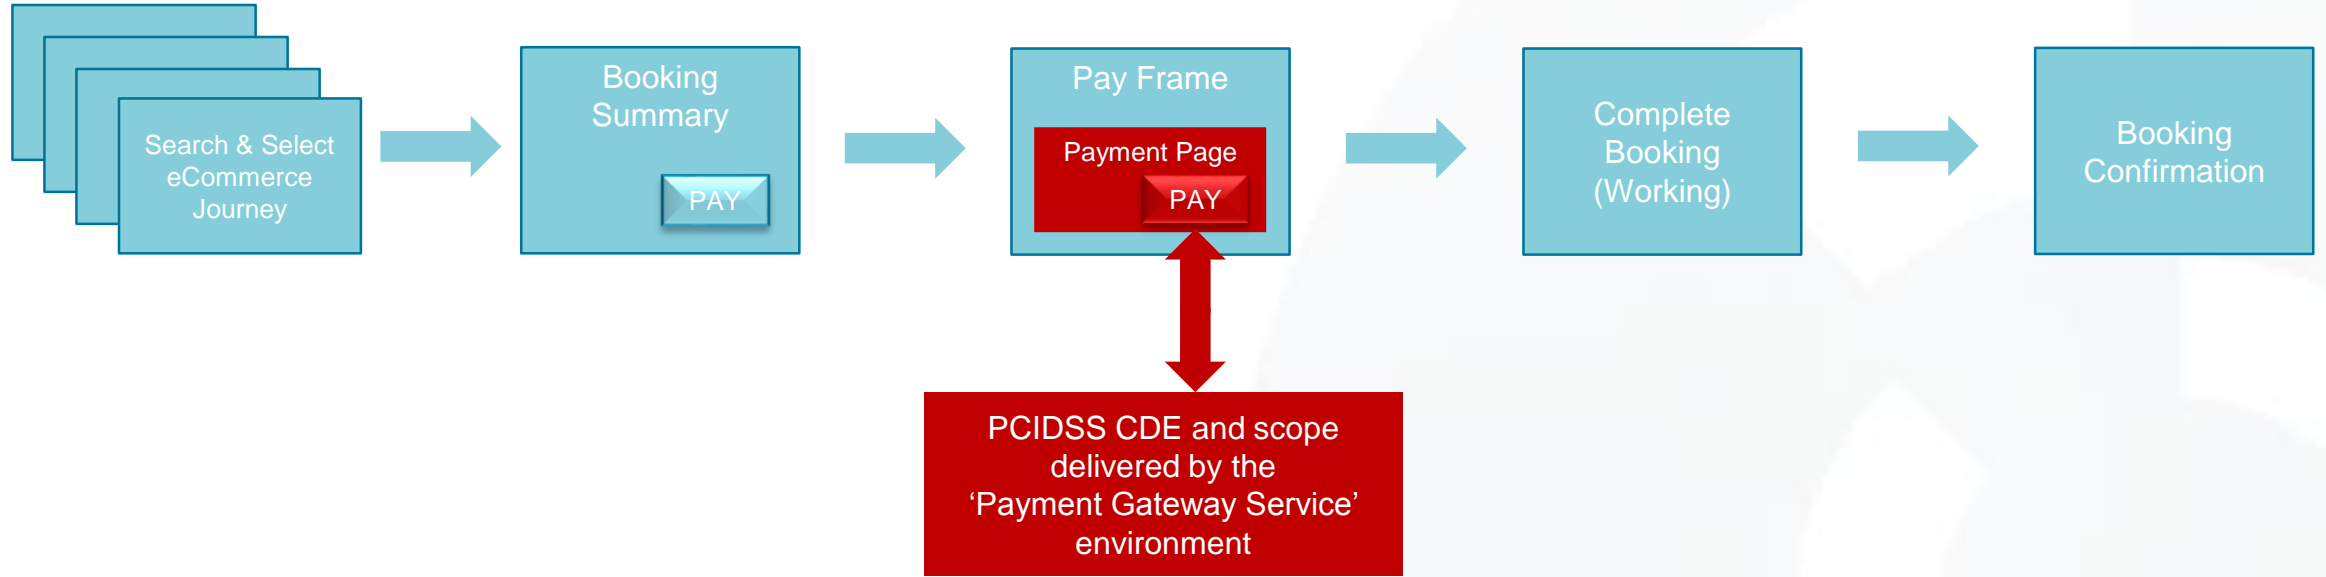 Search & Select
eCommerce
Journey
Booking
Summary
PAY
Pay Frame
Payment Page
PAY
Complete
Booking
(Working)
Booking
Confirmation
PCIDSS CDE and scope
delivered by the
‘Payment Gateway Service’
environment